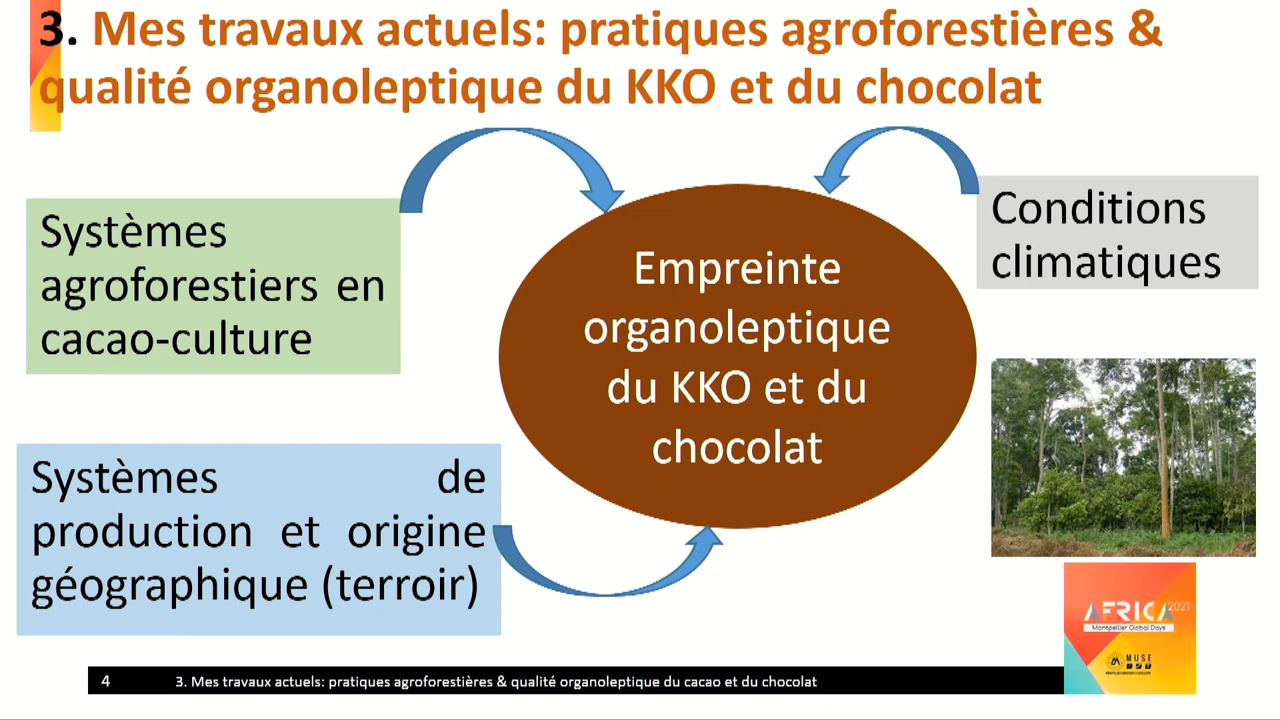 3. Mes travaux actuels: pratiques agroforestières &
qualité organoleptique du KKO et du chocolat
Systèmes
agroforestiers en
cacao-culture
Conditions
climatiques
Empreinte
organoleptique
du KKO et du
chocolat
Systèmes de
production et origine
géographique (terroir)
AFRICA 2021
Montpellier Global Days
MUSE
4 3. Mes travaux actuels: pratiques agroforestières & qualité organoleptique du cacao et du chocolat